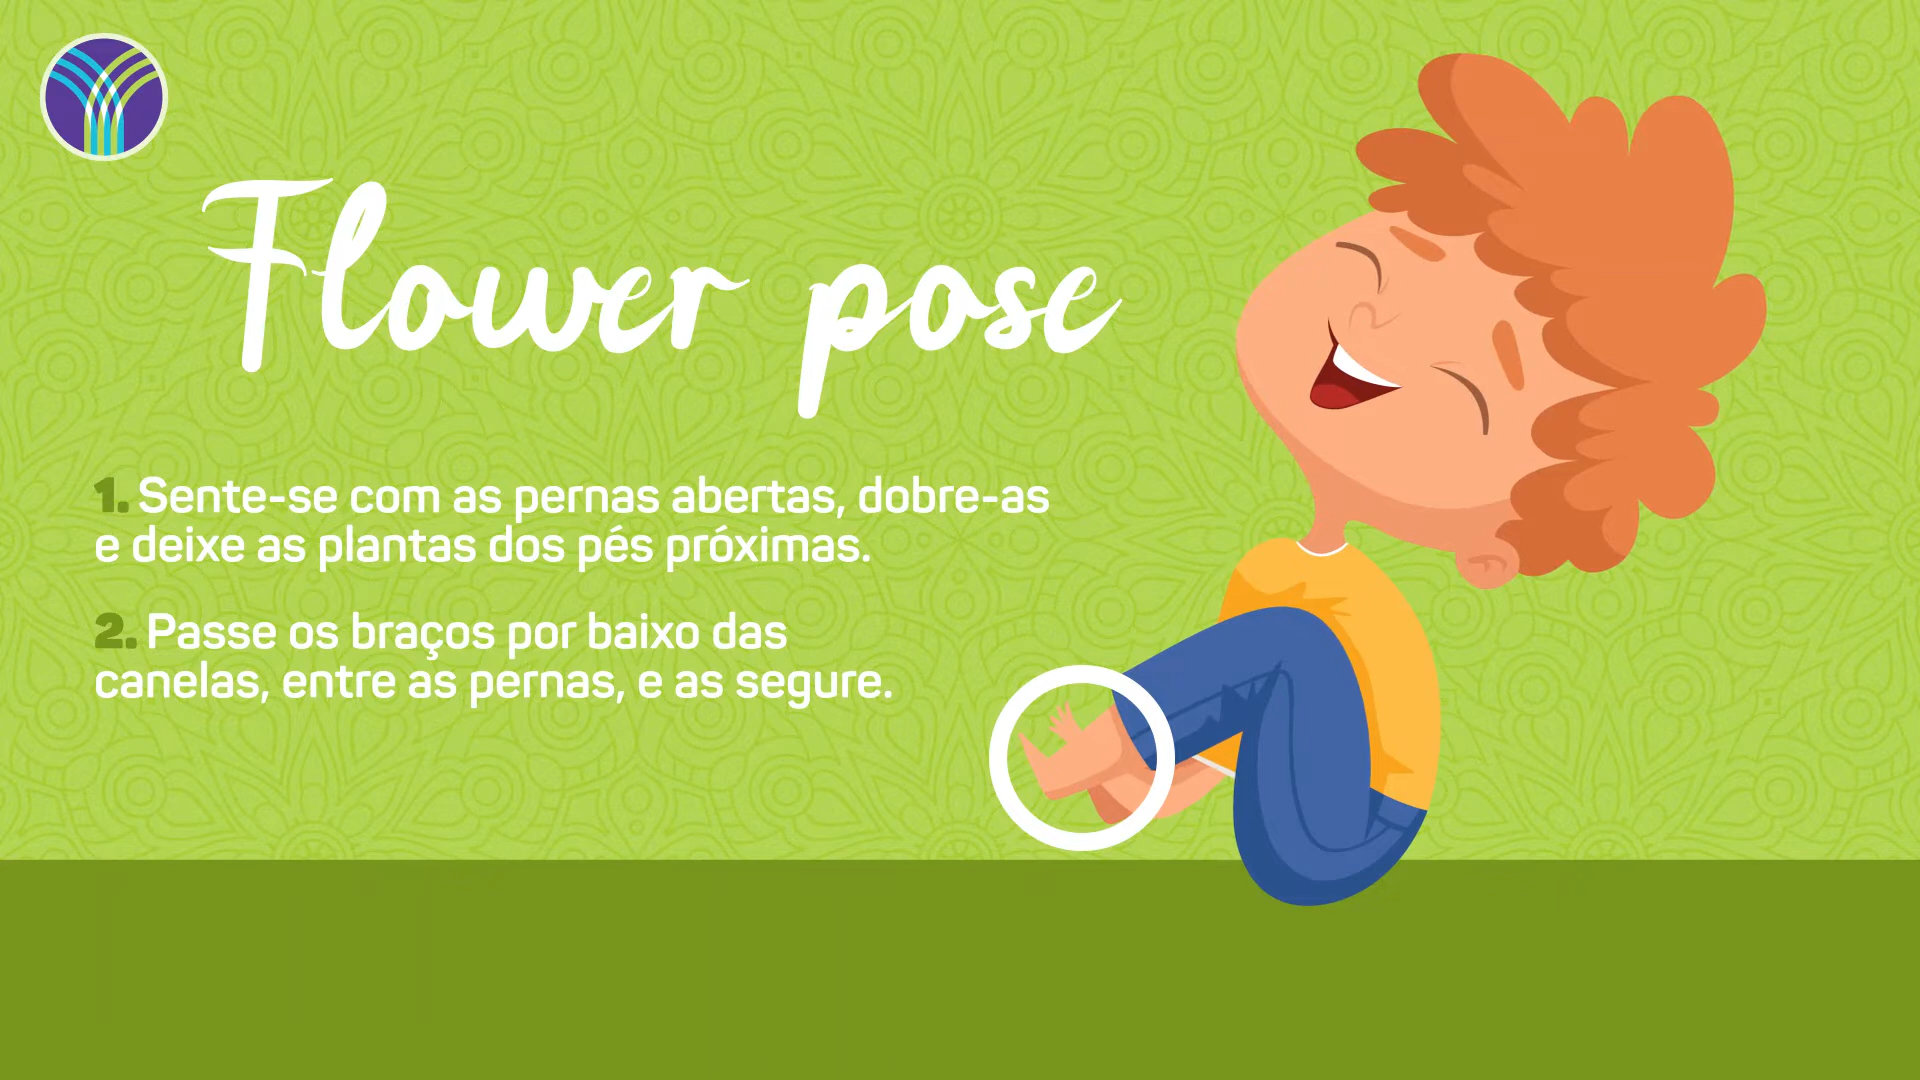 Flower pose
1. Sente-se com as pernas abertas, dobre-as
e deixe as plantas dos pés próximas.
2. Passe os braços por baixo das
canelas, entre as pernas, e as segure.